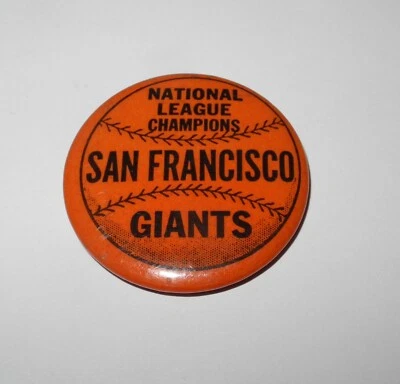 NATIONAL
LEAGUE
CHAMPIONS
SAN FRANCISCO
GIANTS